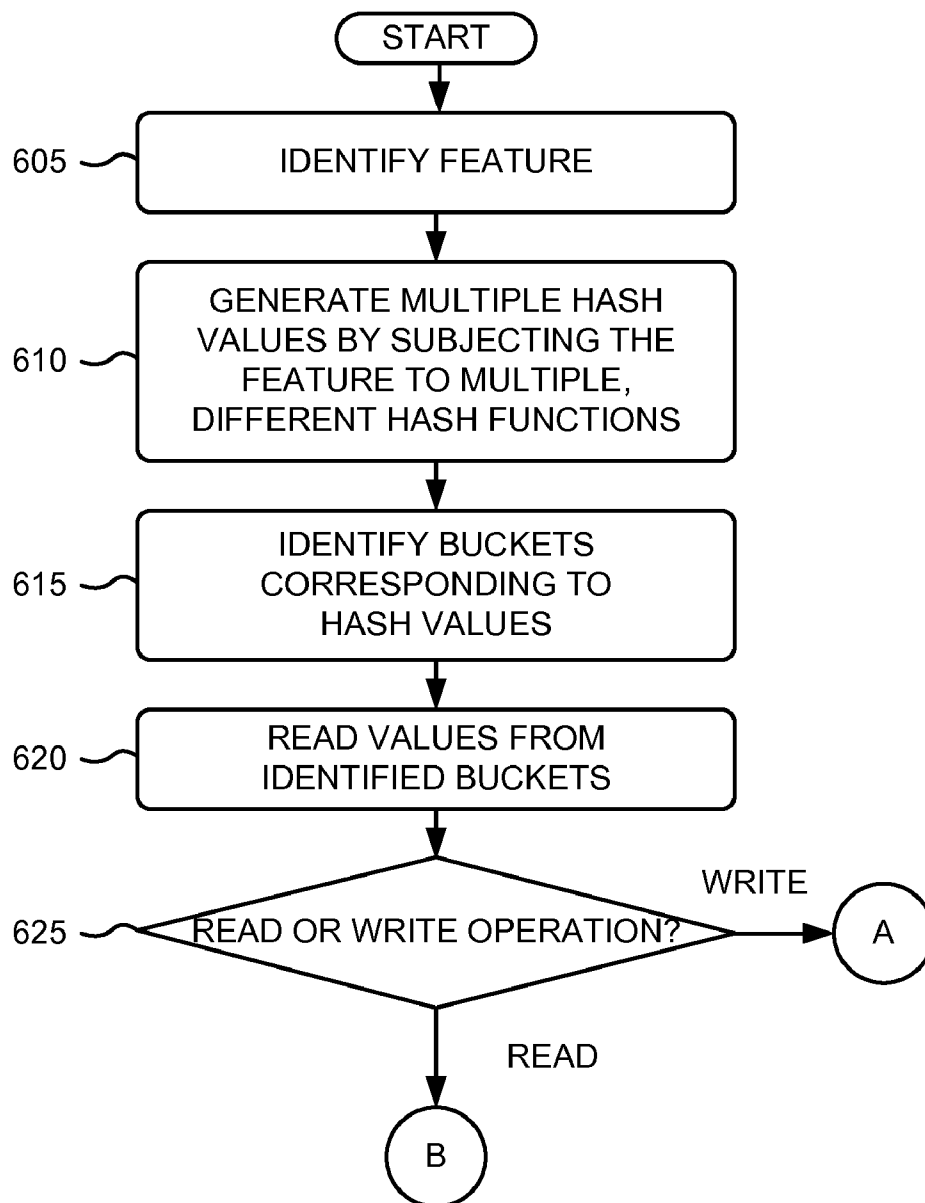 START
605
IDENTIFY FEATURE
610
GENERATE MULTIPLE HASH
VALUES BY SUBJECTING THE
FEATURE TO MULTIPLE,
DIFFERENT HASH FUNCTIONS
615
IDENTIFY BUCKETS
CORRESPONDING TO
HASH VALUES
620
READ VALUES FROM
IDENTIFIED BUCKETS
625
READ OR WRITE OPERATION?
WRITE
A
READ
B